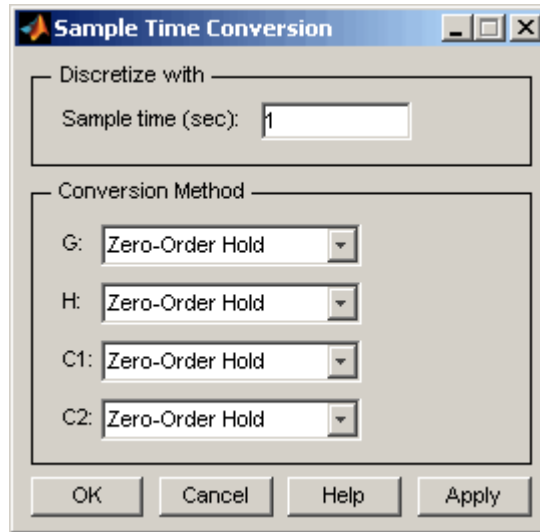 Sample Time Conversion
Discretize with
Sample time (sec): 1
Conversion Method
G: Zero-Order Hold
H: Zero-Order Hold
C1: Zero-Order Hold
C2: Zero-Order Hold
OK Cancel Help Apply